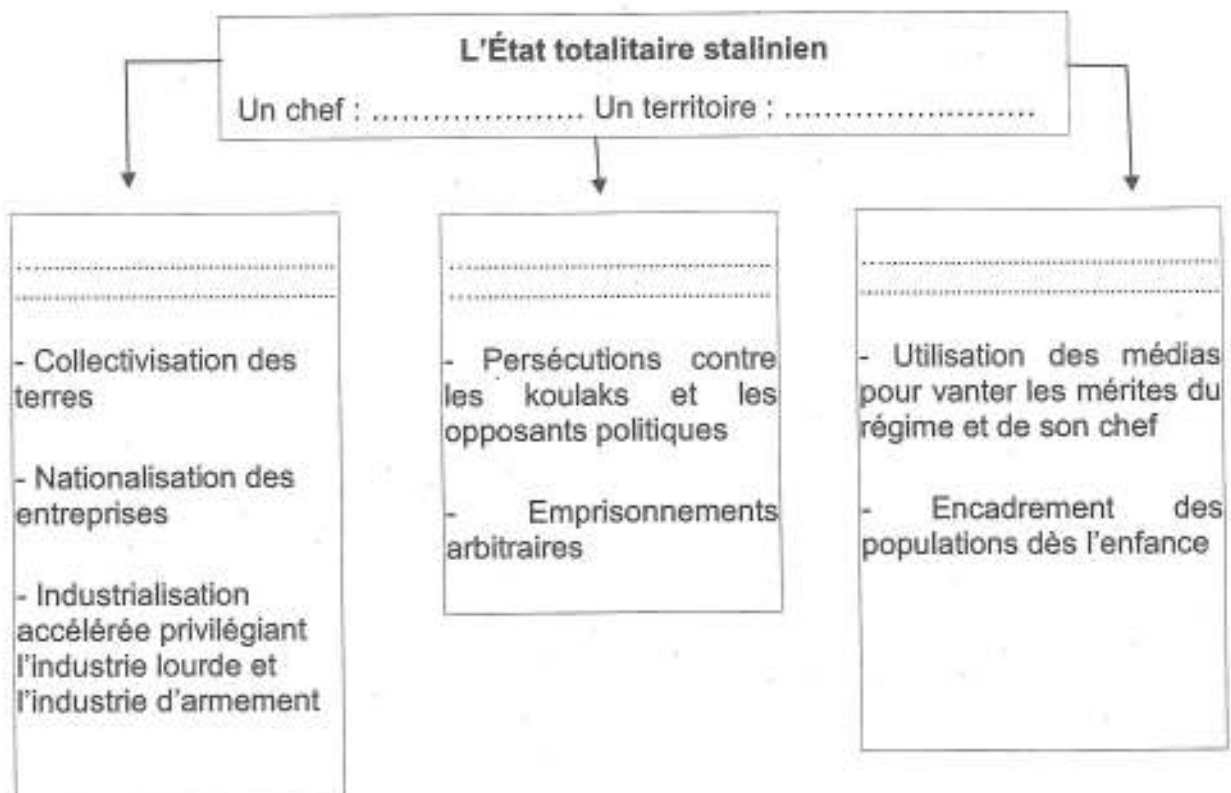 L'État totalitaire stalinien
Un chef : ..................... Un territoire : .........................
................................................
................................................
- Collectivisation des
terres
- Nationalisation des
entreprises
- Industrialisation
accélérée privilégiant
l'industrie lourde et
l'industrie d'armement
................................................
................................................
- Persécutions contre
les koulaks et les
opposants politiques
- Emprisonnements
arbitraires
................................................
................................................
- Utilisation des médias
pour vanter les mérites du
régime et de son chef
- Encadrement des
populations dès l'enfance